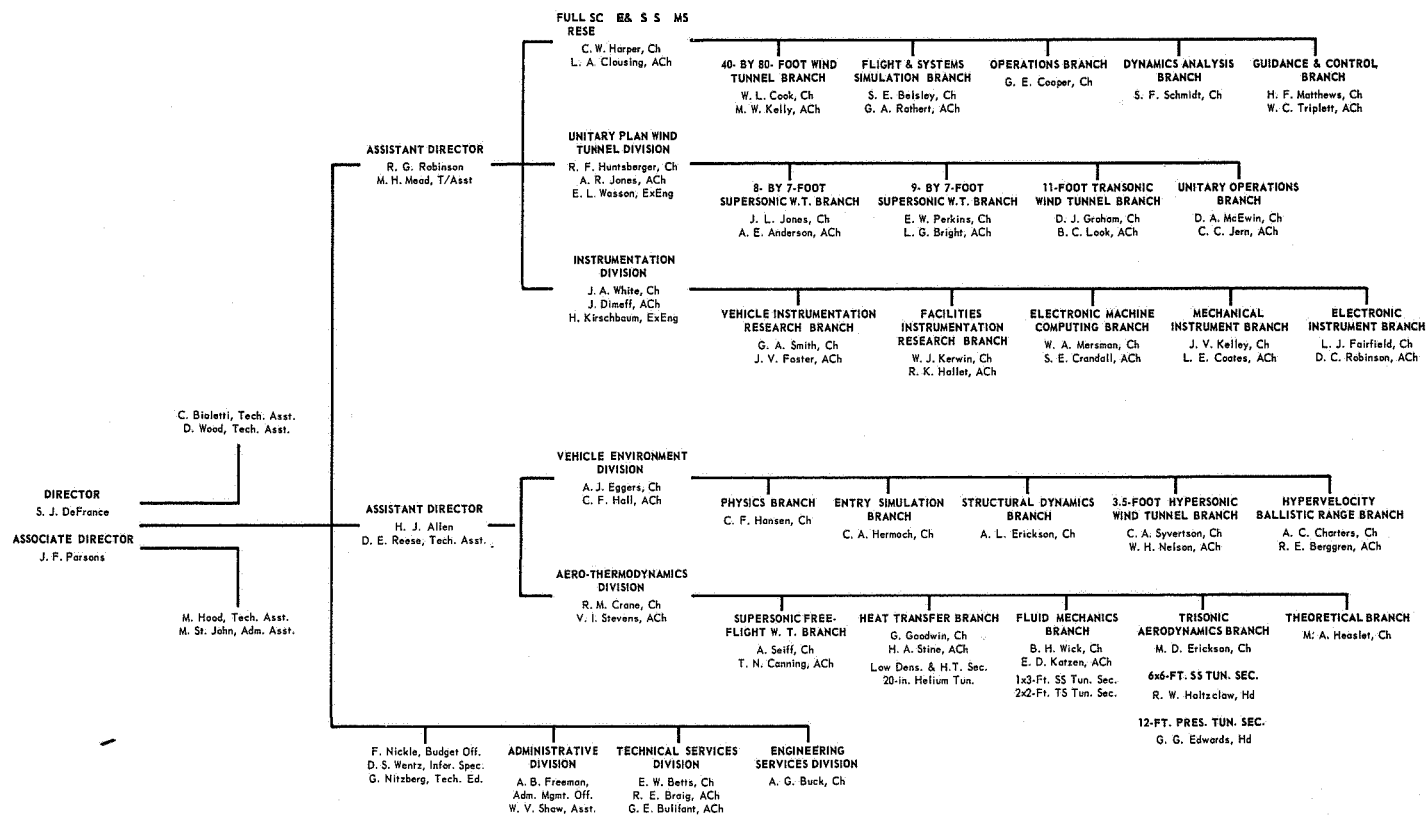 FULL SC E& S S MS
RESE
C. W. Harper, Ch
L. A. Clousing, ACh
40- BY 80- FOOT WIND
TUNNEL BRANCH
W. L. Cook, Ch
M. W. Kelly, ACh
FLIGHT & SYSTEMS
SIMULATION BRANCH
S. E. Belsley, Ch
G. A. Rathert, ACh
OPERATIONS BRANCH
G. E. Cooper, Ch
DYNAMICS ANALYSIS
BRANCH
S. F. Schmidt, Ch
GUIDANCE & CONTROL
BRANCH
H. F. Matthews, Ch
W. C. Triplett, ACh
ASSISTANT DIRECTOR
R. G. Robinson
M. H. Mead, T/Asst
UNITARY PLAN WIND
TUNNEL DIVISION
R. F. Huntsberger, Ch
A. R. Jones, ACh
E. L. Wasson, ExEng
8- BY 7-FOOT
SUPERSONIC W.T. BRANCH
J. L. Jones, Ch
A. E. Anderson, ACh
9- BY 7-FOOT
SUPERSONIC W.T. BRANCH
E. W. Perkins, Ch
L. G. Bright, ACh
11-FOOT TRANSONIC
WIND TUNNEL BRANCH
D. J. Graham, Ch
B. C. Look, ACh
UNITARY OPERATIONS
BRANCH
D. A. McEwin, Ch
C. C. Jern, ACh
INSTRUMENTATION
DIVISION
J. A. White, Ch
J. Dimeff, ACh
H. Kirschbaum, ExEng
VEHICLE INSTRUMENTATION
RESEARCH BRANCH
G. A. Smith, Ch
J. V. Foster, ACh
FACILITIES
INSTRUMENTATION
RESEARCH BRANCH
W. J. Kerwin, Ch
R. K. Hallet, ACh
ELECTRONIC MACHINE
COMPUTING BRANCH
W. A. Mersman, Ch
S. E. Crandall, ACh
MECHANICAL
INSTRUMENT BRANCH
J. V. Kelley, Ch
L. E. Coates, ACh
ELECTRONIC
INSTRUMENT BRANCH
L. J. Fairfield, Ch
D. C. Robinson, ACh
C. Bioletti, Tech. Asst.
D. Wood, Tech. Asst.
DIRECTOR
S. J. DeFrance
ASSOCIATE DIRECTOR
J. F. Parsons
M. Hood, Tech. Asst.
M. St. John, Adm. Asst.
ASSISTANT DIRECTOR
H. J. Allen
D. E. Reese, Tech. Asst.
VEHICLE ENVIRONMENT
DIVISION
A. J. Eggers, Ch
C. F. Hall, ACh
PHYSICS BRANCH
C. F. Hansen, Ch
ENTRY SIMULATION
BRANCH
C. A. Hermoch, Ch
STRUCTURAL DYNAMICS
BRANCH
A. L. Erickson, Ch
3.5-FOOT HYPERSONIC
WIND TUNNEL BRANCH
C. A. Syvertson, Ch
W. H. Nelson, ACh
HYPERVELOCITY
BALLISTIC RANGE BRANCH
A. C. Charters, Ch
R. E. Berggren, ACh
AERO-THERMODYNAMICS
DIVISION
R. M. Crane, Ch
V. I. Stevens, ACh
SUPERSONIC FREE-
FLIGHT W. T. BRANCH
A. Seiff, Ch
T. N. Canning, ACh
HEAT TRANSFER BRANCH
G. Goodwin, Ch
H. A. Stine, ACh
Low Dens. & H.T. Sec.
20-in. Helium Tun.
FLUID MECHANICS
BRANCH
B. H. Wick, Ch
E. D. Katzen, ACh
1x3-Ft. SS Tun. Sec.
2x2-Ft. TS Tun. Sec.
TRISONIC
AERODYNAMICS BRANCH
M. D. Erickson, Ch
6x6-FT. SS TUN. SEC.
R. W. Holtzclaw, Hd
12-FT. PRES. TUN. SEC.
G. G. Edwards, Hd
THEORETICAL BRANCH
M. A. Heaslet, Ch
F. Nickle, Budget Off.
D. S. Wentz, Infor. Spec.
G. Nitzberg, Tech. Ed.
ADMINISTRATIVE
DIVISION
A. B. Freeman,
Adm. Mgmt. Off.
W. V. Shaw, Asst.
TECHNICAL SERVICES
DIVISION
E. W. Betts, Ch
R. E. Braig, ACh
G. E. Bulifant, ACh
ENGINEERING
SERVICES DIVISION
A. G. Buck, Ch